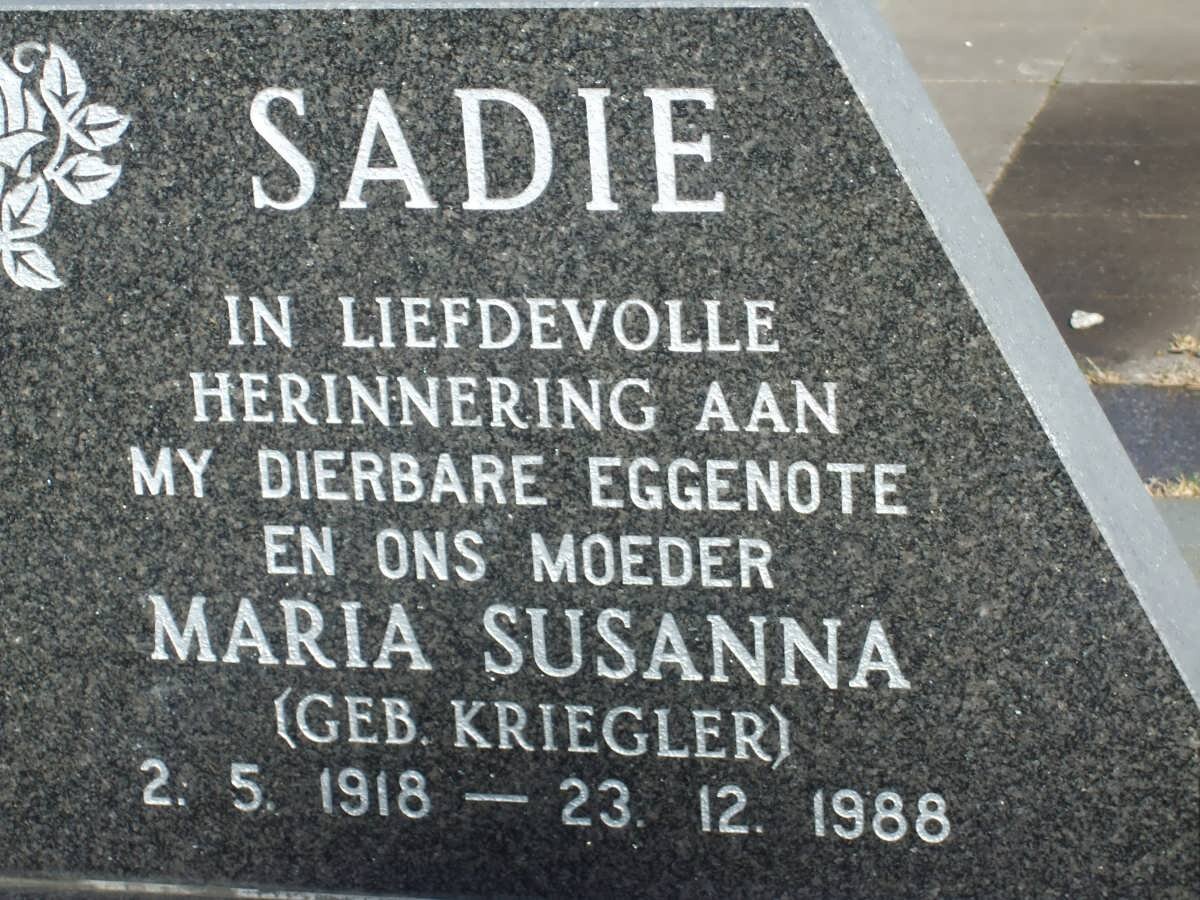 SADIE
IN LIEFDEVOLLE
HERINNERING AAN
MY DIERBARE EGGENOTE
EN ONS MOEDER
MARIA SUSANNA
(GEB. KRIEGLER)
2. 5. 1918 — 23. 12. 1988